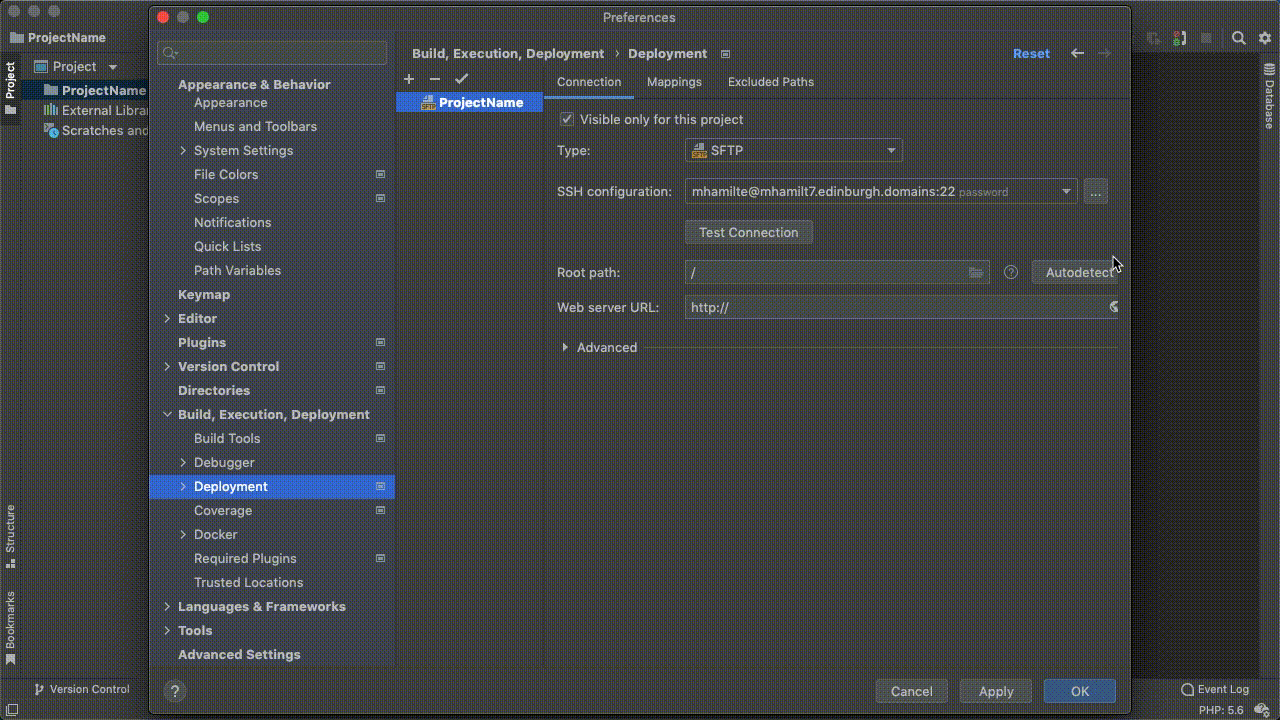 Preferences
ProjectName
Project
ProjectName
External Libra
Scratches and
Project
Structure
Bookmarks
Appearance & Behavior
Appearance
Menus and Toolbars
System Settings
File Colors
Scopes
Notifications
Quick Lists
Path Variables
Keymap
Editor
Plugins
Version Control
Directories
Build, Execution, Deployment
Build Tools
Debugger
Deployment
Coverage
Docker
Required Plugins
Trusted Locations
Languages & Frameworks
Tools
Advanced Settings
Build, Execution, Deployment › Deployment
Reset
ProjectName
Connection Mappings Excluded Paths
Visible only for this project
Type: SFTP
SSH configuration: mhamilte@mhamilt7.edinburgh.domains:22 password ...
Test Connection
Root path: / Autodetect
Web server URL: http://
Advanced
? Cancel Apply OK
Database
Version Control
Event Log
PHP: 5.6